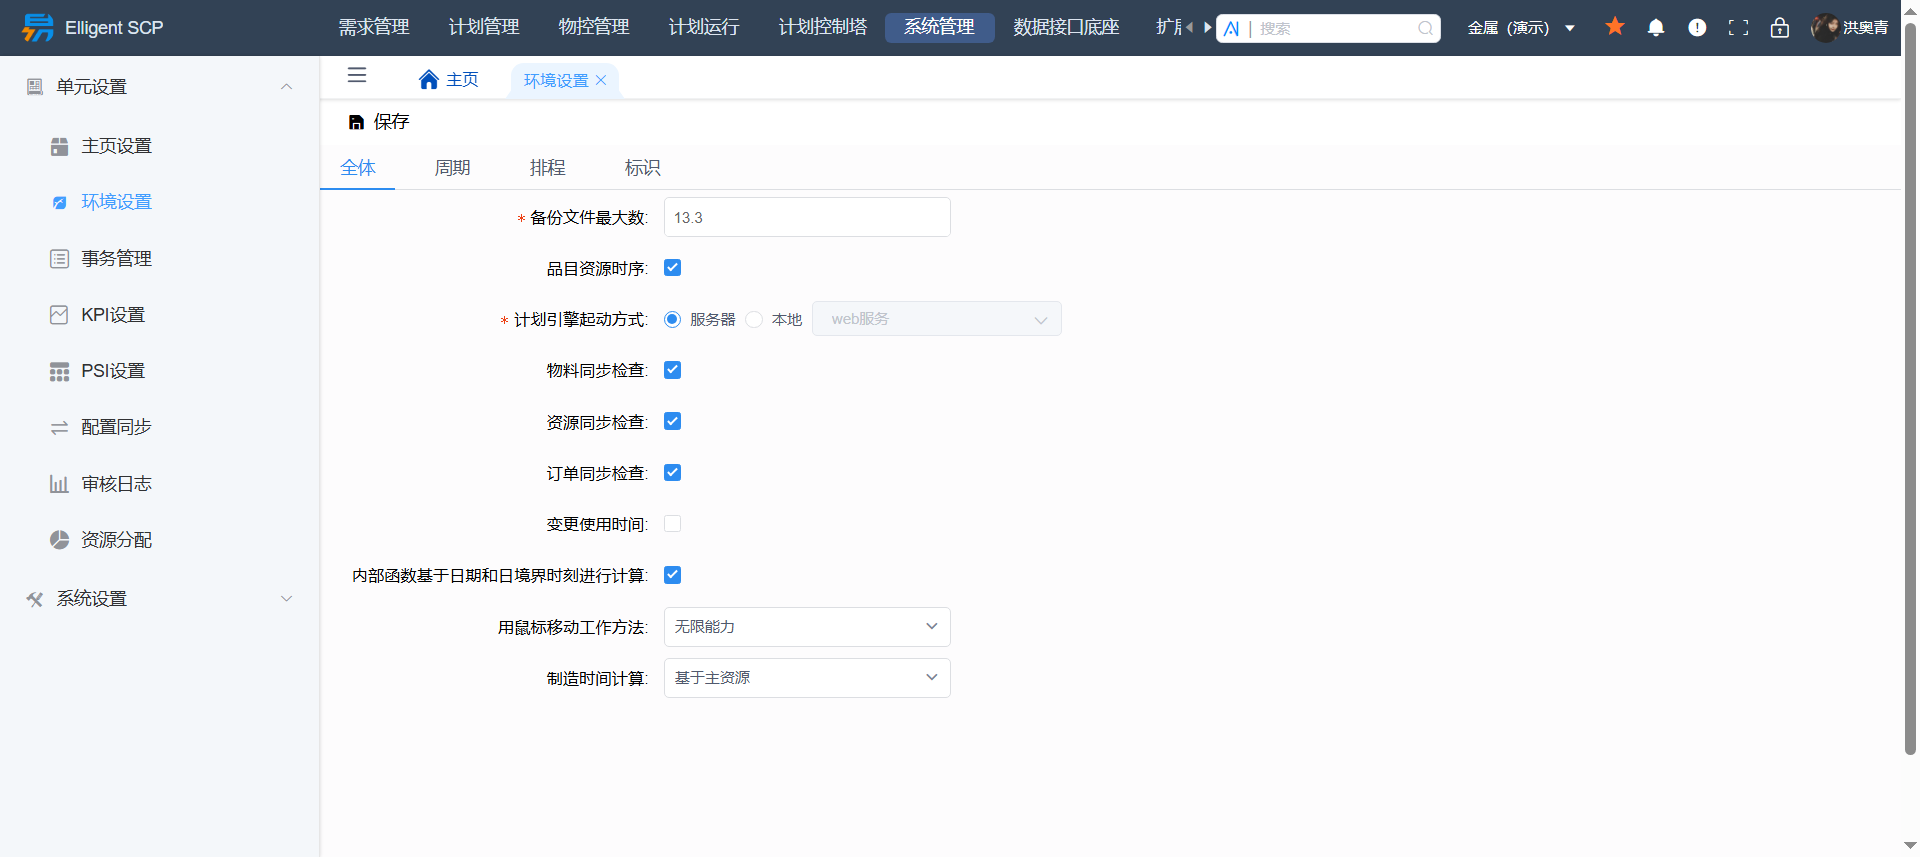 Elligent SCP
需求管理 计划管理 物控管理 计划运行 计划控制塔 系统管理 数据接口底座
AI | 搜索
金属（演示）
洪奥青
单元设置
主页设置
环境设置
事务管理
KPI设置
PSI设置
配置同步
审核日志
资源分配
系统设置
主页 环境设置
保存
全体 周期 排程 标识
* 备份文件最大数: 13.3
品目资源时序:
* 计划引擎起动方式: 服务器 本地 web服务
物料同步检查:
资源同步检查:
订单同步检查:
变更使用时间:
内部函数基于日期和日境界时刻进行计算:
用鼠标移动工作方法: 无限能力
制造时间计算: 基于主资源